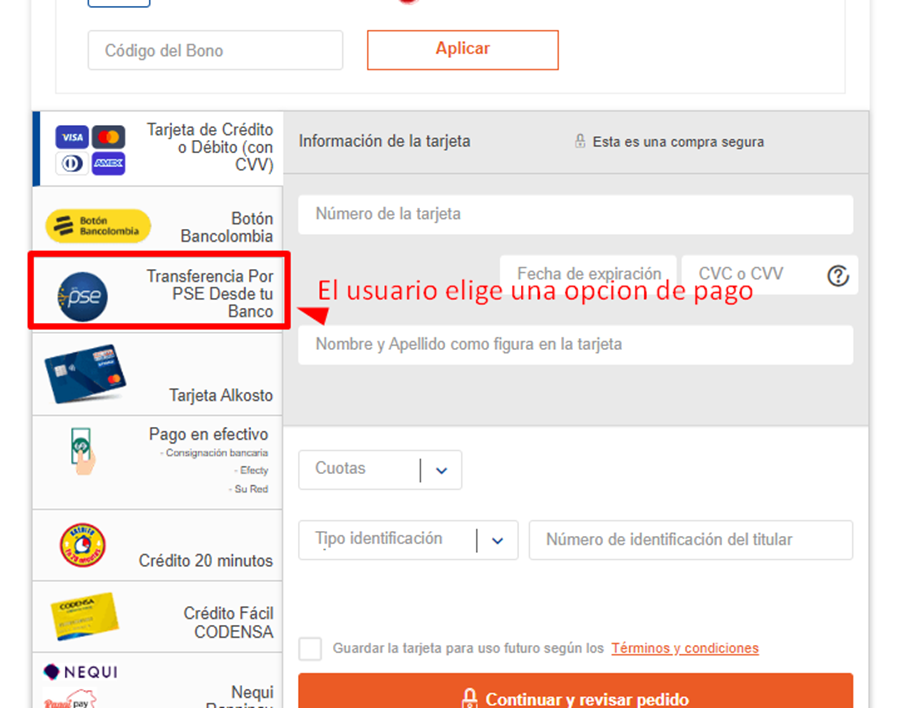 Código del Bono
Aplicar
VISA
Tarjeta de Crédito
o Débito (con
CVV)
AMEX
Información de la tarjeta
Esta es una compra segura
Número de la tarjeta
Botón
Bancolombia
Botón
Bancolombia
Transferencia Por
PSE Desde tu
Banco
pse
Fecha de expiración
CVC o CVV
?
El usuario elige una opcion de pago
Nombre y Apellido como figura en la tarjeta
Tarjeta Alkosto
Pago en efectivo
- Consignación bancaria
- Efecty
- Su Red
Cuotas
Tipo identificación
Número de identificación del titular
Crédito 20 minutos
CODENSA
Crédito Fácil
CODENSA
Guardar la tarjeta para uso futuro según los Términos y condiciones
NEQUI
Nequi
pay
Continuar y revisar pedido